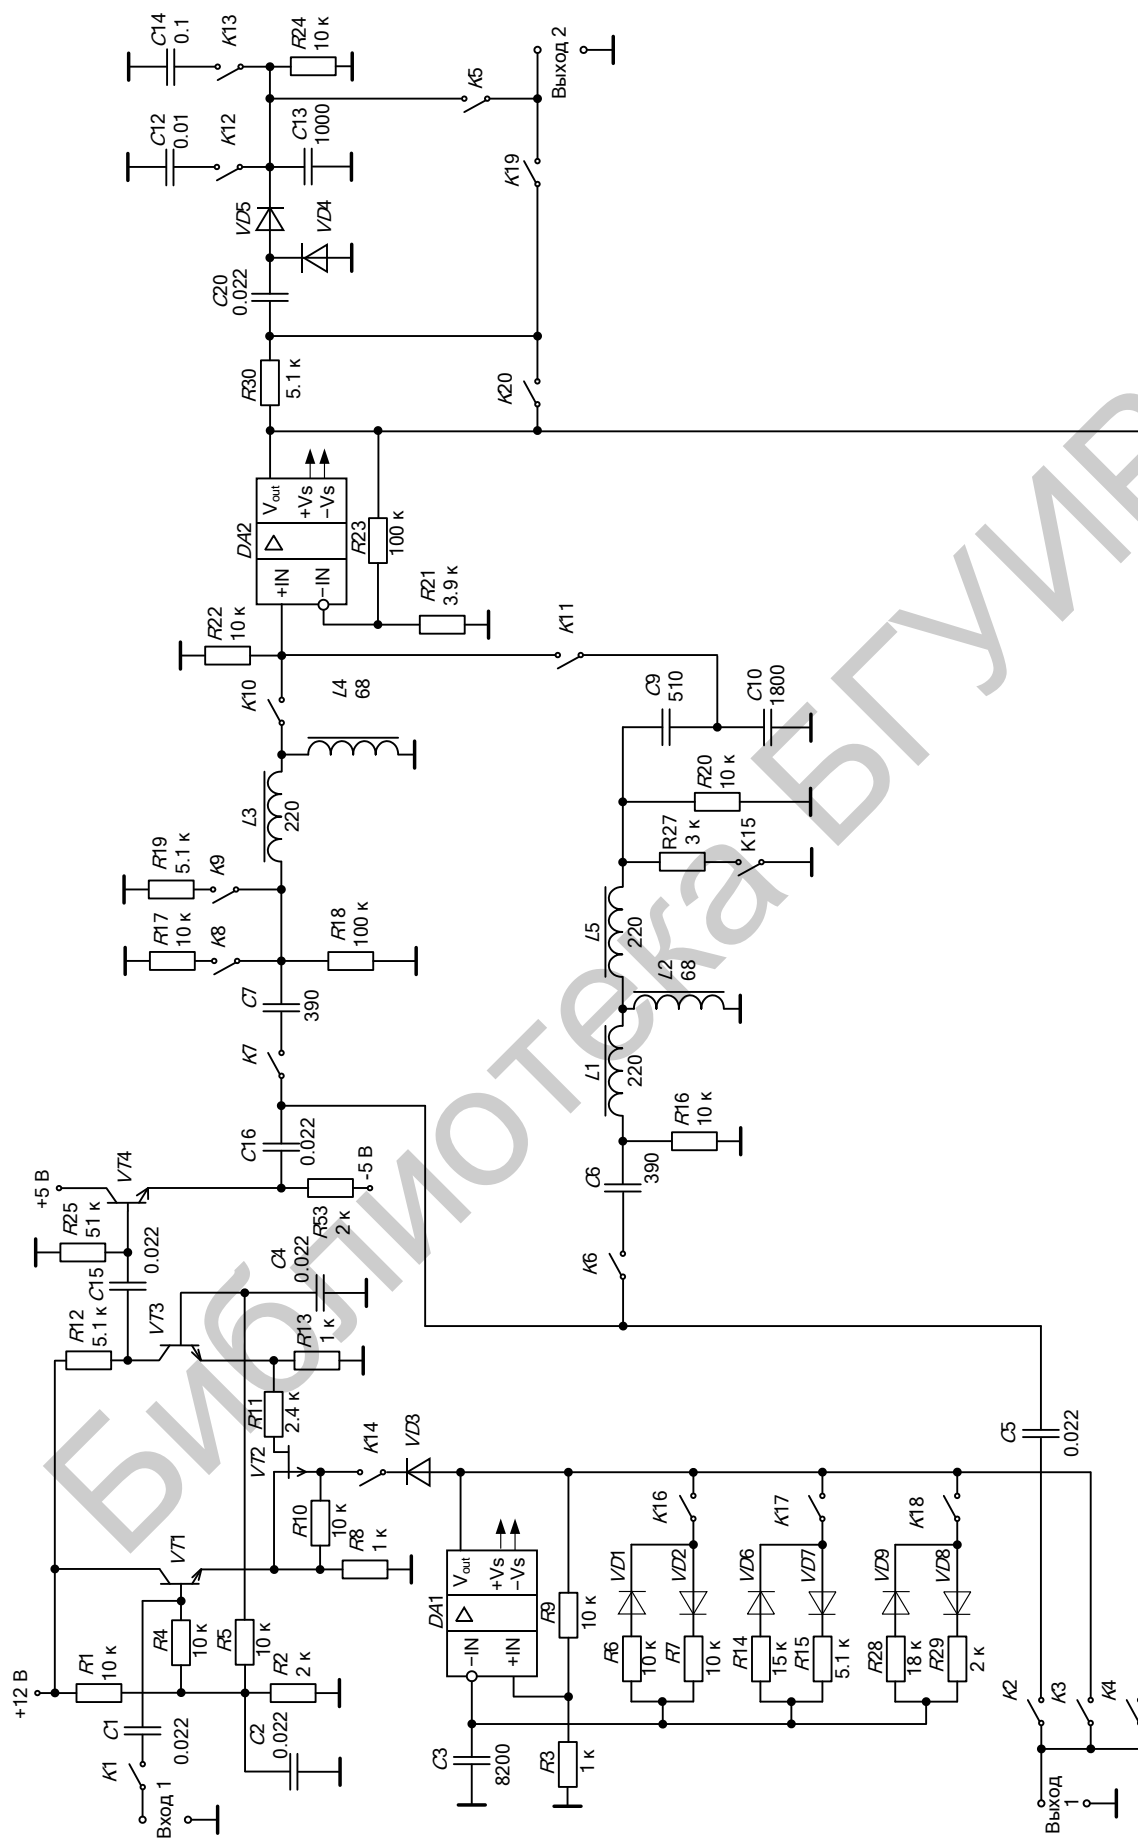 C14
0.1
K13
R24
10 к
C12
0.01
K12
C13
1000
K5
Выход 2
K19
VD5
VD4
C20
0.022
R30
5.1 к
K20
DA2
Vout
+Vs
−Vs
+IN
−IN
R23
100 к
R21
3.9 к
R22
10 к
K11
K10
L4
68
C9
510
C10
1800
R20
10 к
R27
3 к
K15
L3
220
R19
5.1 к
K9
R17
10 к
K8
R18
100 к
C7
390
K7
L5
220
L2
68
L1
220
R16
10 к
C6
390
K6
C16
0.022
+5 В
VT4
R25
51 к
C15
0.022
R53
2 к
-5 В
R12
5.1 к
VT3
C4
0.022
R13
1 к
R11
2.4 к
VT2
K14
VD3
R10
10 к
R8
1 к
VT1
R4
10 к
R5
10 к
R2
2 к
+12 В
R1
10 к
C1
0.022
C2
0.022
K1
Вход 1
DA1
Vout
+Vs
−Vs
−IN
+IN
R9
10 к
R3
1 к
C3
8200
K16
VD1
VD2
R6
10 к
R7
10 к
K17
VD6
VD7
R14
15 к
R15
5.1 к
K18
VD9
VD8
R28
18 к
R29
2 к
C5
0.022
K2
K3
K4
Выход
1
Библиотека БГУИР